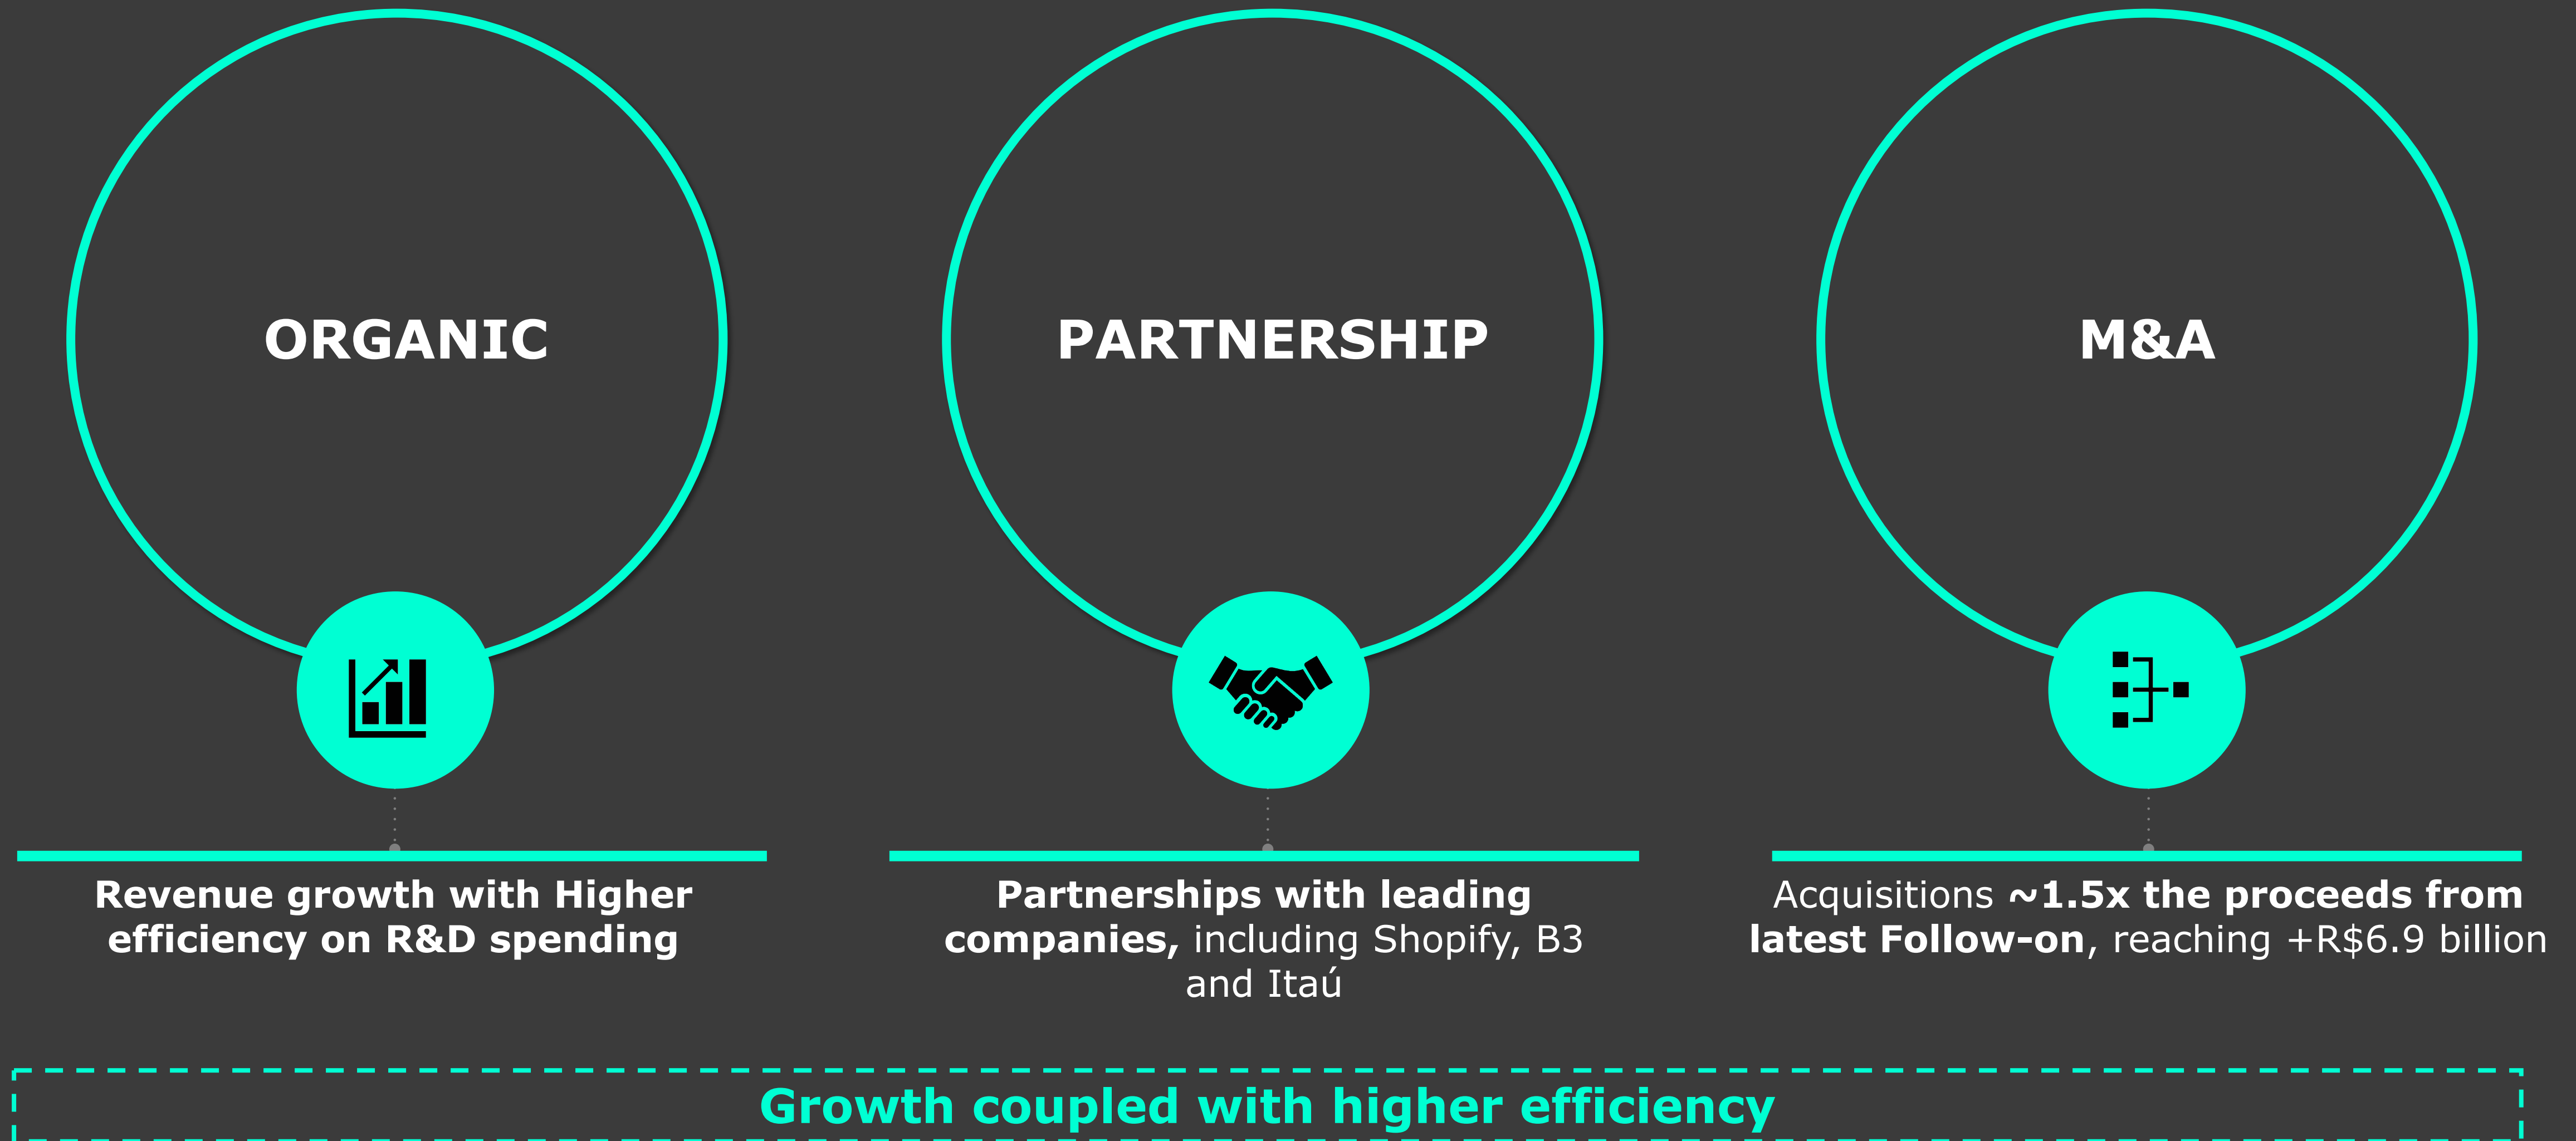 ORGANIC
PARTNERSHIP
M&A
Revenue growth with Higher
efficiency on R&D spending
Partnerships with leading
companies, including Shopify, B3
and Itaú
Acquisitions ~1.5x the proceeds from
latest Follow-on, reaching +R$6.9 billion
Growth coupled with higher efficiency